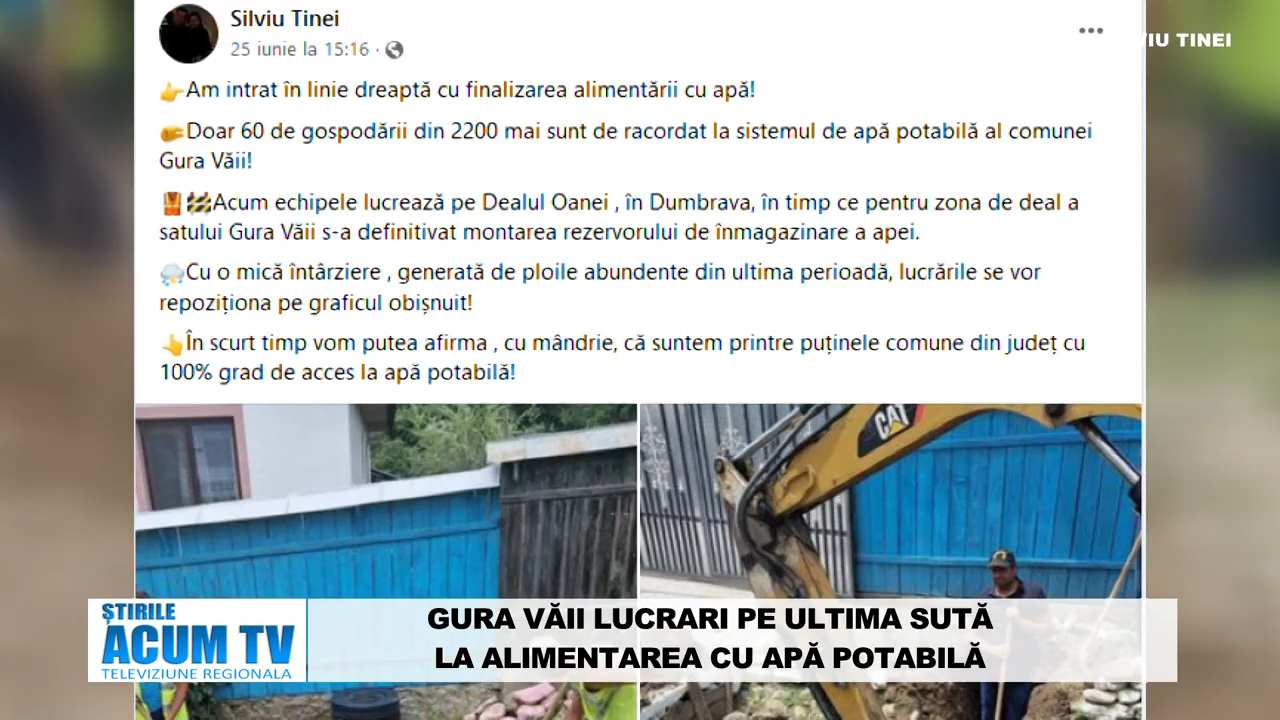 Silviu Tinei
25 iunie la 15:16 ·
VIU TINEI
👉Am intrat în linie dreaptă cu finalizarea alimentării cu apă!
Doar 60 de gospodării din 2200 mai sunt de racordat la sistemul de apă potabilă al comunei
Gura Văii!
🦺🚧Acum echipele lucrează pe Dealul Oanei , în Dumbrava, în timp ce pentru zona de deal a
satului Gura Văii s-a definitivat montarea rezervorului de înmagazinare a apei.
🌧Cu o mică întârziere , generată de ploile abundente din ultima perioadă, lucrările se vor
repoziționa pe graficul obișnuit!
👆În scurt timp vom putea afirma , cu mândrie, că suntem printre puținele comune din județ cu
100% grad de acces la apă potabilă!
CAT
ȘTIRILE
ACUM TV
TELEVIZIUNE REGIONALA
GURA VĂII LUCRARI PE ULTIMA SUTĂ
LA ALIMENTAREA CU APĂ POTABILĂ